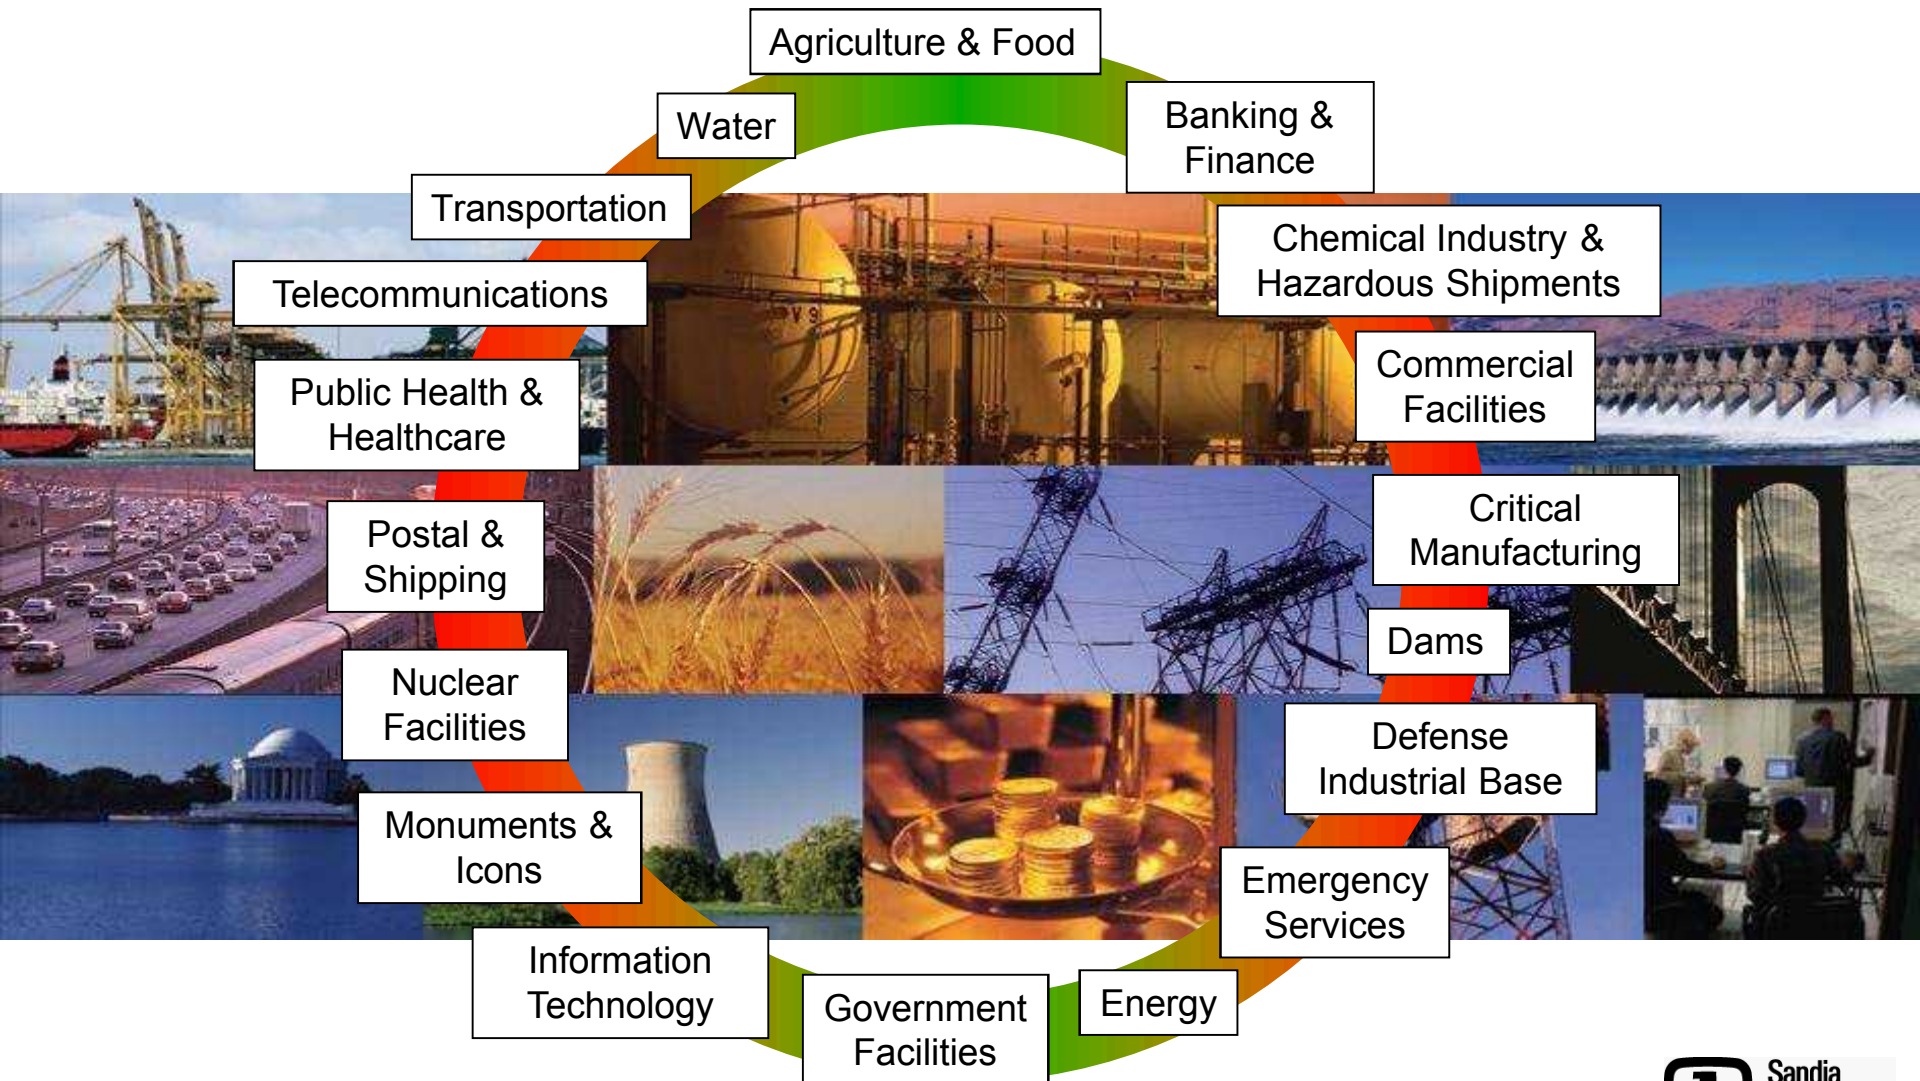 Agriculture & Food
Banking &
Finance
Chemical Industry &
Hazardous Shipments
Commercial
Facilities
Critical
Manufacturing
Dams
Defense
Industrial Base
Emergency
Services
Energy
Government
Facilities
Information
Technology
Monuments &
Icons
Nuclear
Facilities
Postal &
Shipping
Public Health &
Healthcare
Telecommunications
Transportation
Water
V 9
Sandia